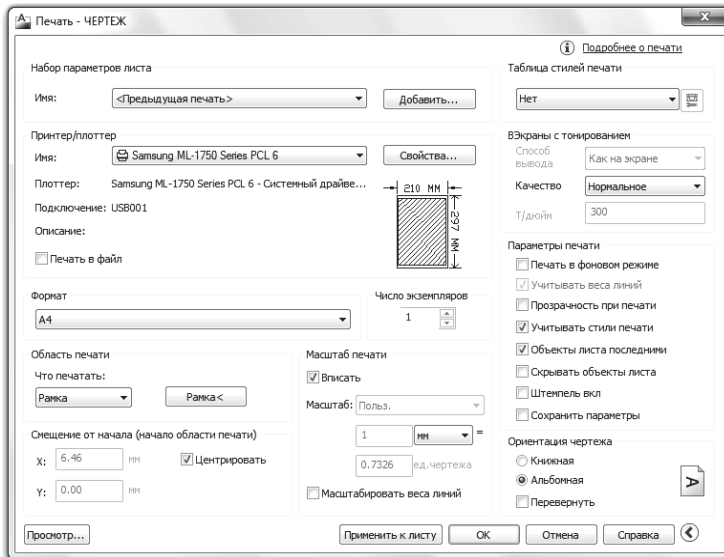 Печать - ЧЕРТЕЖ
Подробнее о печати
Набор параметров листа
Имя: <Предыдущая печать> Добавить...
Таблица стилей печати
Нет
Принтер/плоттер
Имя: Samsung ML-1750 Series PCL 6 Свойства...
Плоттер: Samsung ML-1750 Series PCL 6 - Системный драйве...
Подключение: USB001
Описание:
Печать в файл
210 MM
297 MM
ВЭкраны с тонированием
Способ вывода Как на экране
Качество Нормальное
Т/дюйм 300
Формат
A4
Число экземпляров
1
Параметры печати
Печать в фоновом режиме
Учитывать веса линий
Прозрачность при печати
Учитывать стили печати
Объекты листа последними
Скрывать объекты листа
Штемпель вкл
Сохранить параметры
Область печати
Что печатать:
Рамка Рамка<
Масштаб печати
Вписать
Масштаб: Польз.
1 мм =
0.7326 ед.чертежа
Масштабировать веса линий
Смещение от начала (начало области печати)
X: 6.46 мм Центрировать
Y: 0.00 мм
Ориентация чертежа
Книжная
Альбомная
Перевернуть
A
Просмотр... Применить к листу OK Отмена Справка